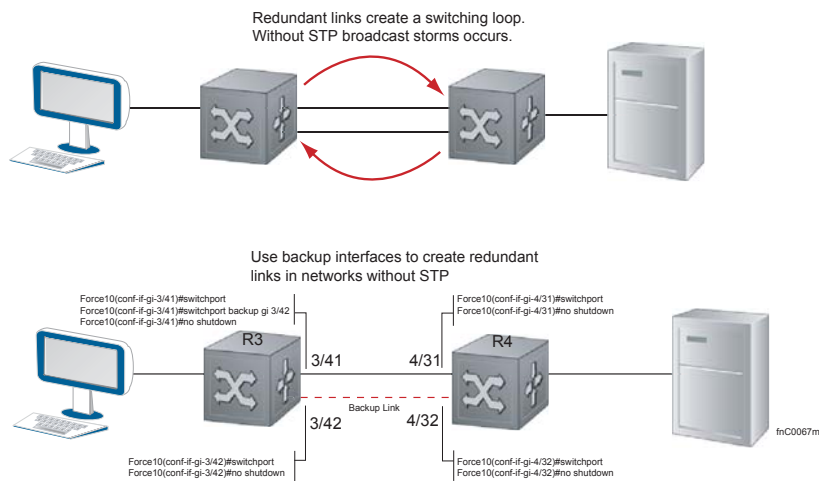 Redundant links create a switching loop.
Without STP broadcast storms occurs.
Use backup interfaces to create redundant
links in networks without STP
Force10(conf-if-gi-3/41)#switchport
Force10(conf-if-gi-3/41)#switchport backup gi 3/42
Force10(conf-if-gi-3/41)#no shutdown
Force10(conf-if-gi-4/31)#switchport
Force10(conf-if-gi-4/31)#no shutdown
R3
3/41
4/31
R4
Backup Link
3/42
4/32
fnC0067m
Force10(conf-if-gi-3/42)#switchport
Force10(conf-if-gi-3/42)#no shutdown
Force10(conf-if-gi-4/32)#switchport
Force10(conf-if-gi-4/32)#no shutdown